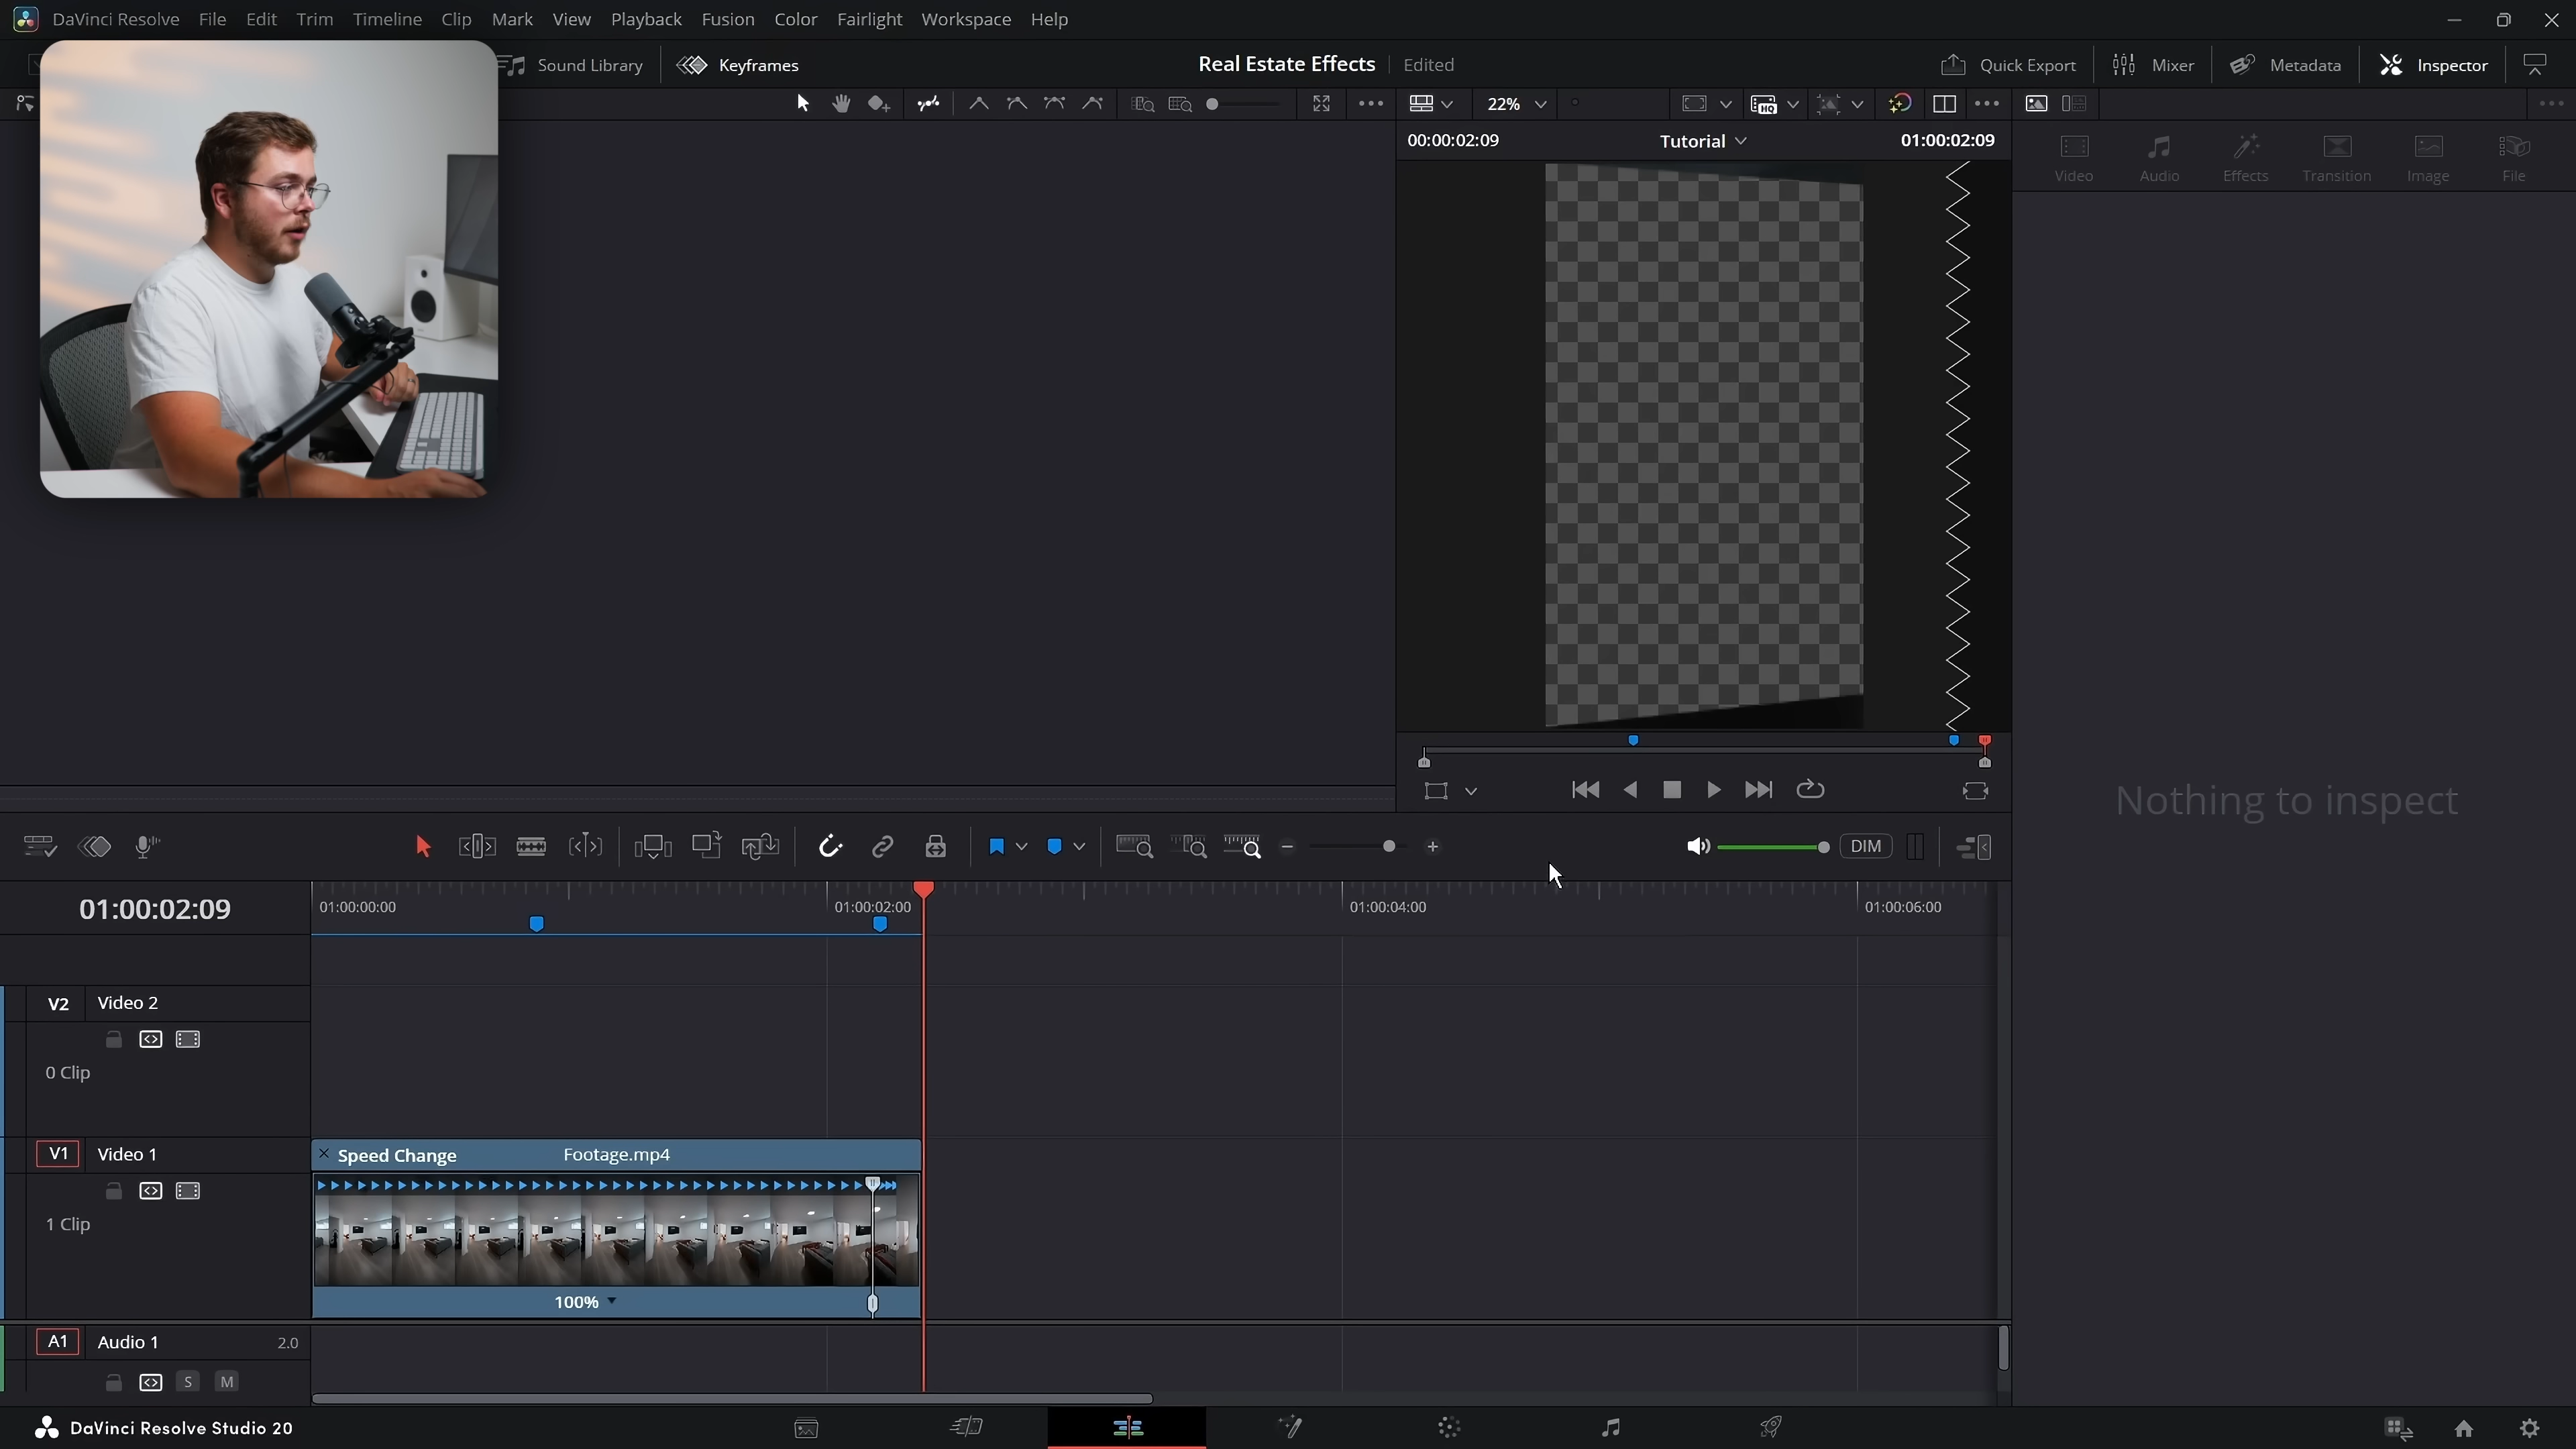 DaVinci Resolve File Edit Trim Timeline Clip Mark View Playback Fusion Color Fairlight Workspace Help
Sound Library Keyframes Real Estate Effects Edited Quick Export Mixer Metadata Inspector
22% HQ
00:00:02:09 Tutorial 01:00:02:09
Video Audio Effects Transition Image File
Nothing to inspect
DIM
01:00:02:09 01:00:00:00 01:00:02:00 01:00:04:00 01:00:06:00
V2 Video 2
0 Clip
V1 Video 1
Speed Change Footage.mp4
1 Clip
100%
A1 Audio 1 2.0
S M
DaVinci Resolve Studio 20